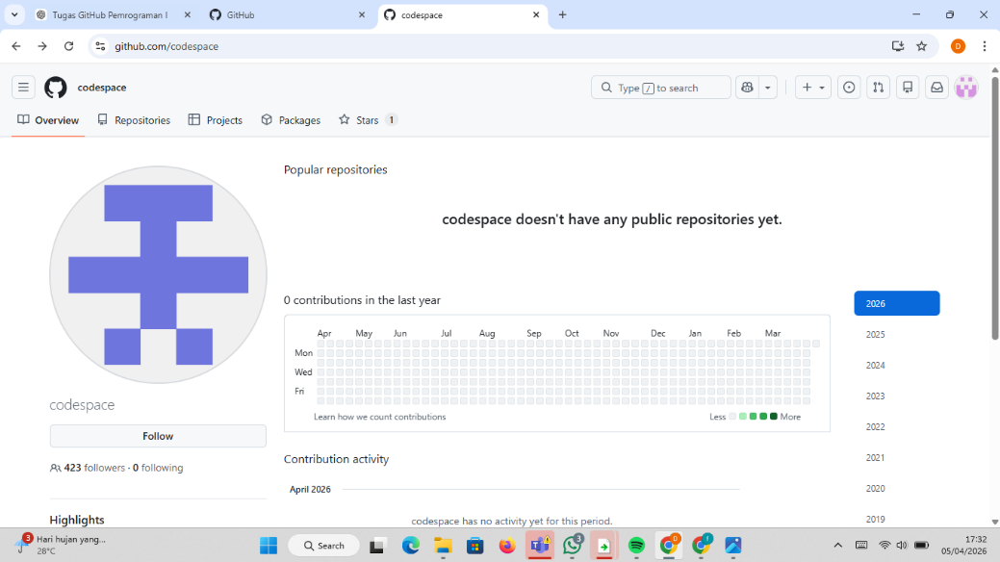 Tugas GitHub Pemrograman I
GitHub
codespace
github.com/codespace
D
codespace
Type / to search
Overview
Repositories
Projects
Packages
Stars 1
Popular repositories
codespace doesn't have any public repositories yet.
0 contributions in the last year
2026
2025
2024
2023
2022
2021
2020
2019
Apr May Jun Jul Aug Sep Oct Nov Dec Jan Feb Mar
Mon
Wed
Fri
Learn how we count contributions
Less More
codespace
Follow
423 followers · 0 following
Contribution activity
April 2026
codespace has no activity yet for this period.
Highlights
3
Hari hujan yang...
28°C
Search
3
D
17:32
05/04/2026